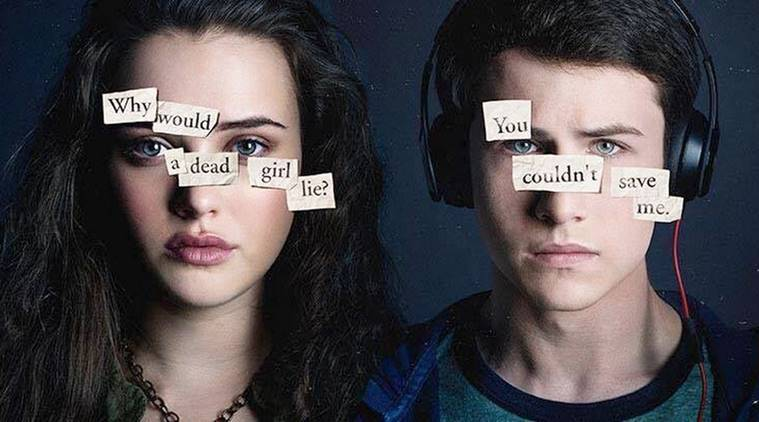 Why would
a dead girl
lie?
You
couldn't save
me.